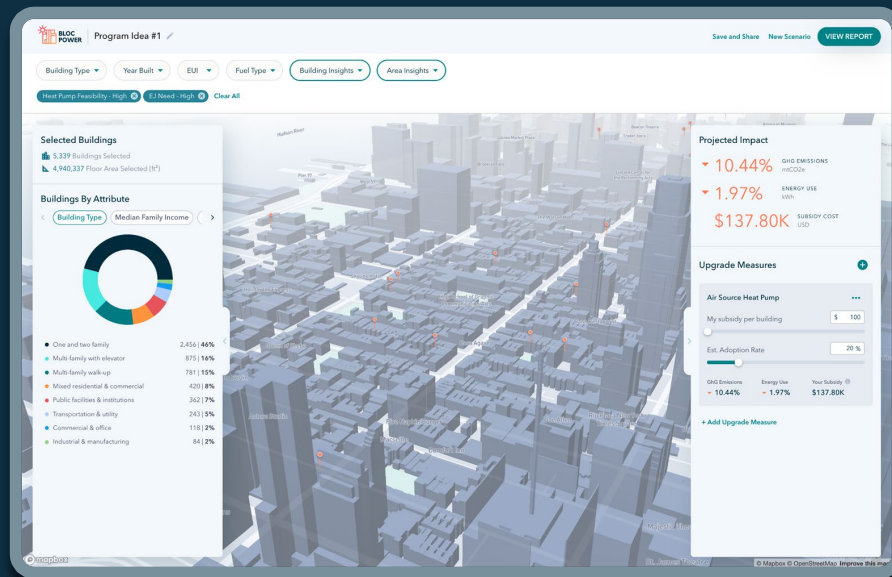 BLOC
POWER
Program Idea #1
Save and Share
New Scenario
VIEW REPORT
Building Type
Year Built
EUI
Fuel Type
Building Insights
Area Insights
Heat Pump Feasibility - High
EJ Need - High
Clear All
Selected Buildings
5,339 Buildings Selected
4,940,337 Floor Area Selected (ft²)
Buildings By Attribute
Building Type
Median Family Income
One and two family 2,456 | 46%
Multi-family with elevator 875 | 16%
Multi-family walk-up 781 | 15%
Mixed residential & commercial 420 | 8%
Public facilities & institutions 362 | 7%
Transportation & utility 243 | 5%
Commercial & office 118 | 2%
Industrial & manufacturing 84 | 2%
Hudson River
Projected Impact
10.44% GHG EMISSIONS
mtCO2e
1.97% ENERGY USE
kWh
$137.80K SUBSIDY COST
USD
Upgrade Measures
Air Source Heat Pump
My subsidy per building $ 100
Est. Adoption Rate 20 %
GhG Emissions Energy Use Your Subsidy
10.44% 1.97% $137.80K
+ Add Upgrade Measure
mapbox
© Mapbox © OpenStreetMap Improve this map